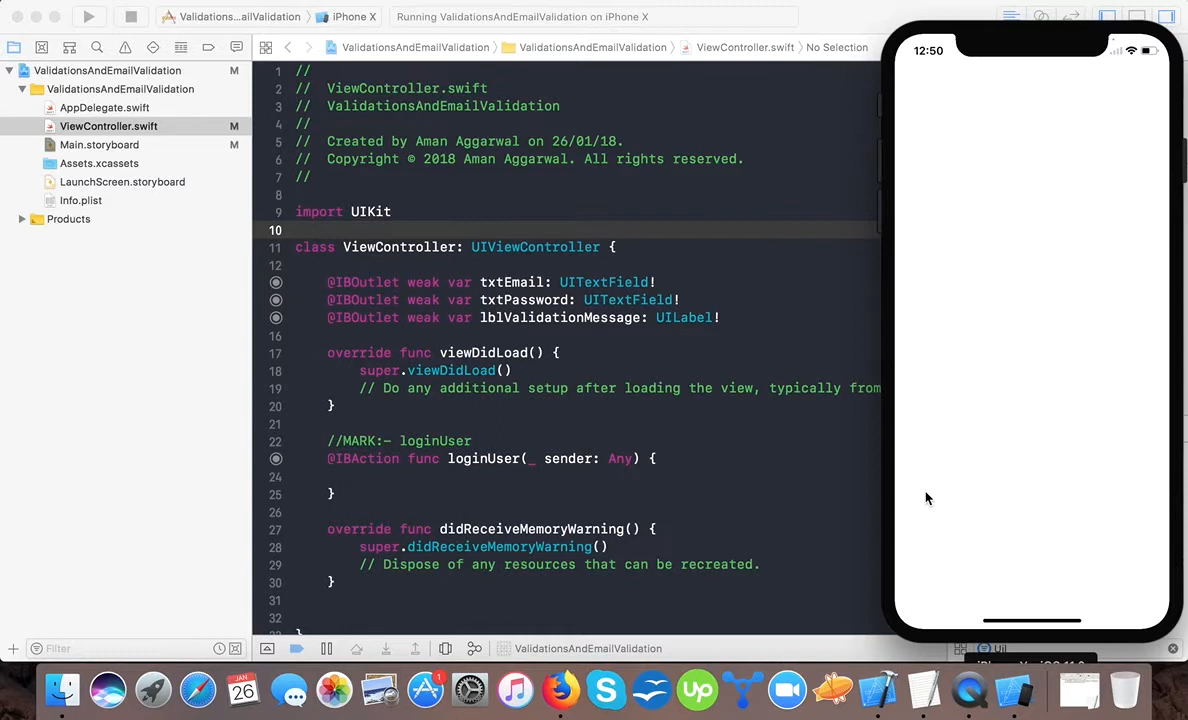 ValidationsA...ailValidation 〉 iPhone X
Running ValidationsAndEmailValidation on iPhone X
ValidationsAndEmailValidation 〉 ValidationsAndEmailValidation 〉 ViewController.swift 〉 No Selection
ValidationsAndEmailValidation M
ValidationsAndEmailValidation
AppDelegate.swift
ViewController.swift M
Main.storyboard M
Assets.xcassets
LaunchScreen.storyboard
Info.plist
Products
1 //
2 // ViewController.swift
3 // ValidationsAndEmailValidation
4 //
5 // Created by Aman Aggarwal on 26/01/18.
6 // Copyright © 2018 Aman Aggarwal. All rights reserved.
7 //
8
9 import UIKit
10
11 class ViewController: UIViewController {
12
@IBOutlet weak var txtEmail: UITextField!
@IBOutlet weak var txtPassword: UITextField!
@IBOutlet weak var lblValidationMessage: UILabel!
16
17 override func viewDidLoad() {
18 super.viewDidLoad()
19 // Do any additional setup after loading the view, typically from
20 }
21
22 //MARK:- loginUser
@IBAction func loginUser(_ sender: Any) {
24
25 }
26
27 override func didReceiveMemoryWarning() {
28 super.didReceiveMemoryWarning()
29 // Dispose of any resources that can be recreated.
30 }
31
32
}
12:50
Filter
ValidationsAndEmailValidation
UIl
JAN
26
1
Up